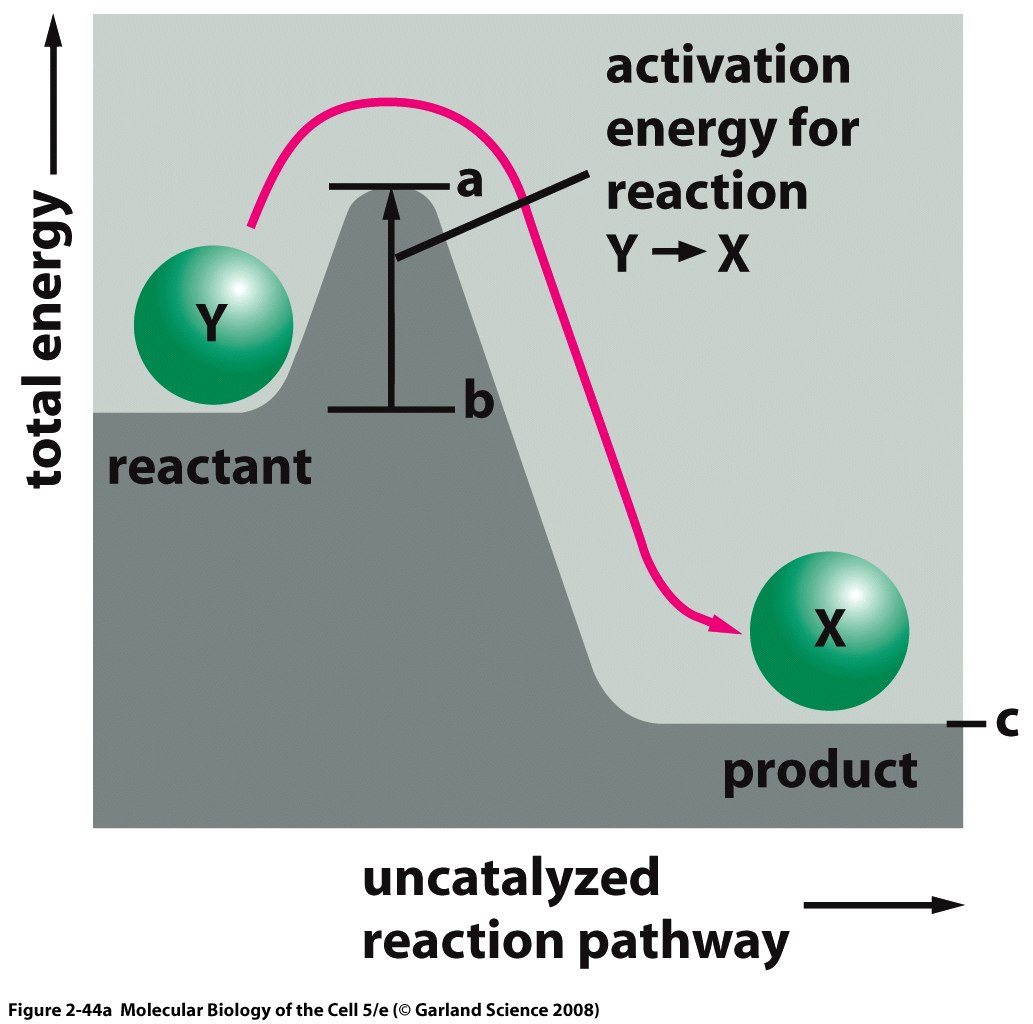 total energy
activation
energy for
reaction
Y → X
a
Y
b
reactant
X
c
product
uncatalyzed
reaction pathway
Figure 2-44a Molecular Biology of the Cell 5/e (© Garland Science 2008)